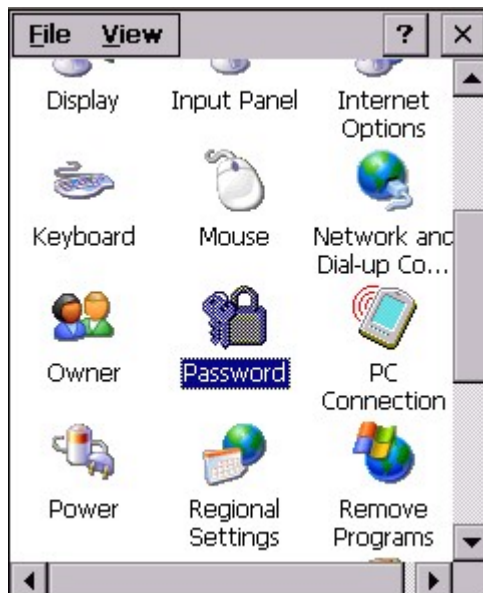 File View ? ×
Display Input Panel Internet
Options
Keyboard Mouse Network and
Dial-up Co...
Owner Password PC
Connection
Power Regional Remove
Settings Programs